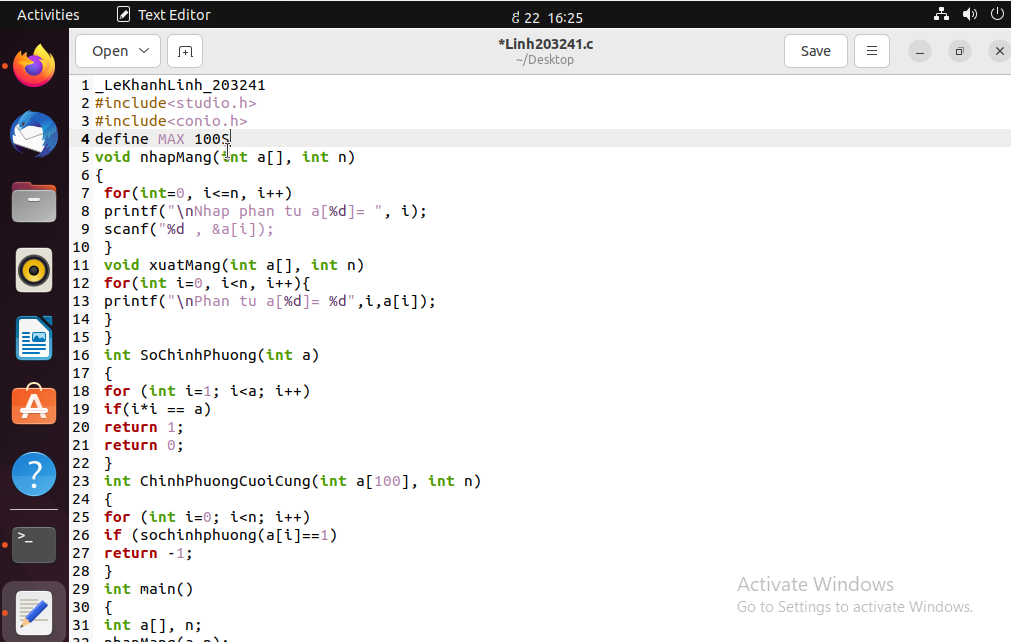 Activities
Text Editor
ຕໍ 22 16:25
Open
*Linh203241.c
~/Desktop
Save
1 _LeKhanhLinh_203241
2 #include<studio.h>
3 #include<conio.h>
4 define MAX 100S
5 void nhapMang(int a[], int n)
6 {
7 for(int=0, i<=n, i++)
8 printf("\nNhap phan tu a[%d]= ", i);
9 scanf("%d , &a[i]);
10 }
11 void xuatMang(int a[], int n)
12 for(int i=0, i<n, i++){
13 printf("\nPhan tu a[%d]= %d",i,a[i]);
14 }
15 }
16 int SoChinhPhuong(int a)
17 {
18 for (int i=1; i<a; i++)
19 if(i*i == a)
20 return 1;
21 return 0;
22 }
23 int ChinhPhuongCuoiCung(int a[100], int n)
24 {
25 for (int i=0; i<n; i++)
26 if (sochinhphuong(a[i]==1)
27 return -1;
28 }
29 int main()
30 {
31 int a[], n;
32 nhapMang(a,n);
Activate Windows
Go to Settings to activate Windows.